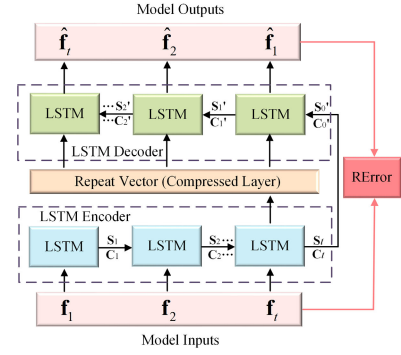 Model Outputs
f̂t f̂2 f̂1
LSTM ···S2' ···C2' LSTM S1' C1' LSTM S0' C0'
LSTM Decoder
RError
Repeat Vector (Compressed Layer)
LSTM Encoder
LSTM S1 C1 LSTM S2··· C2··· LSTM St Ct
f1 f2 ft
Model Inputs